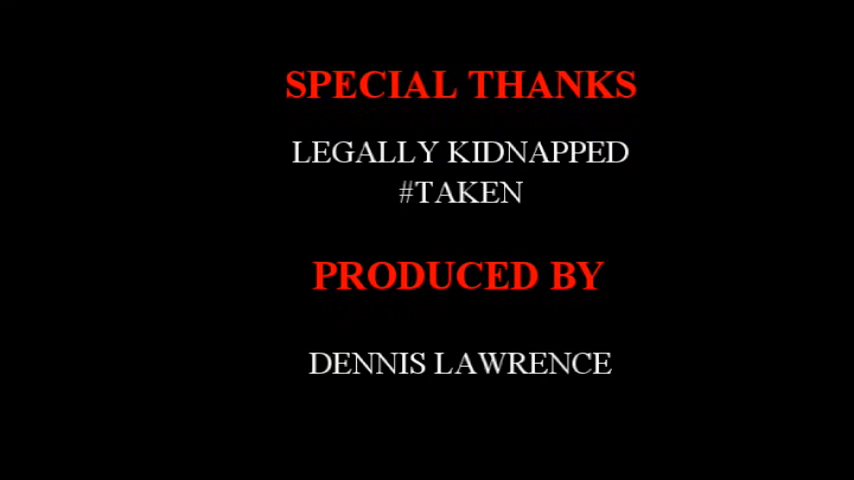 SPECIAL THANKS
LEGALLY KIDNAPPED
#TAKEN
PRODUCED BY
DENNIS LAWRENCE